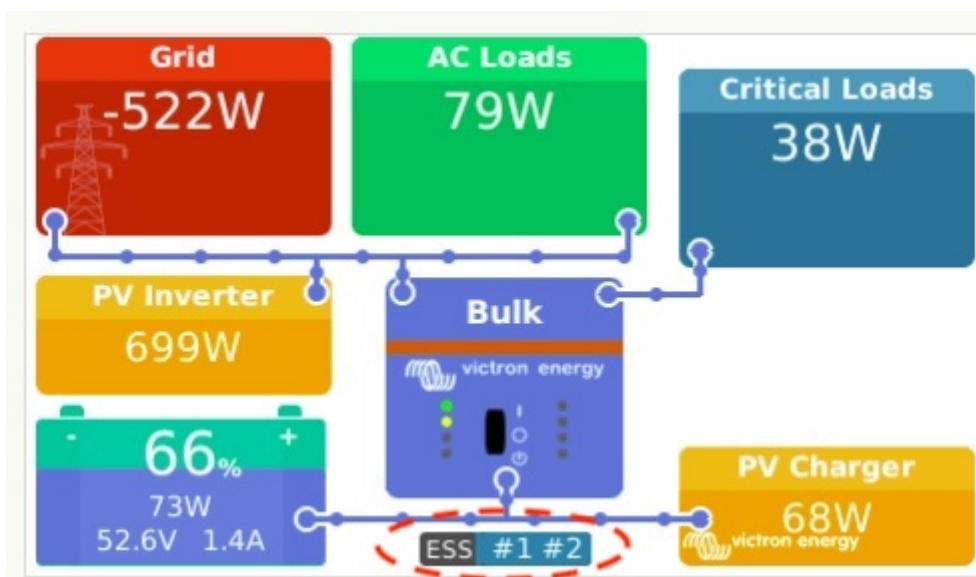 Grid
-522W
AC Loads
79W
Critical Loads
38W
PV Inverter
699W
Bulk
victron energy
- +
66%
73W
52.6V 1.4A
PV Charger
68W
victron energy
ESS #1 #2